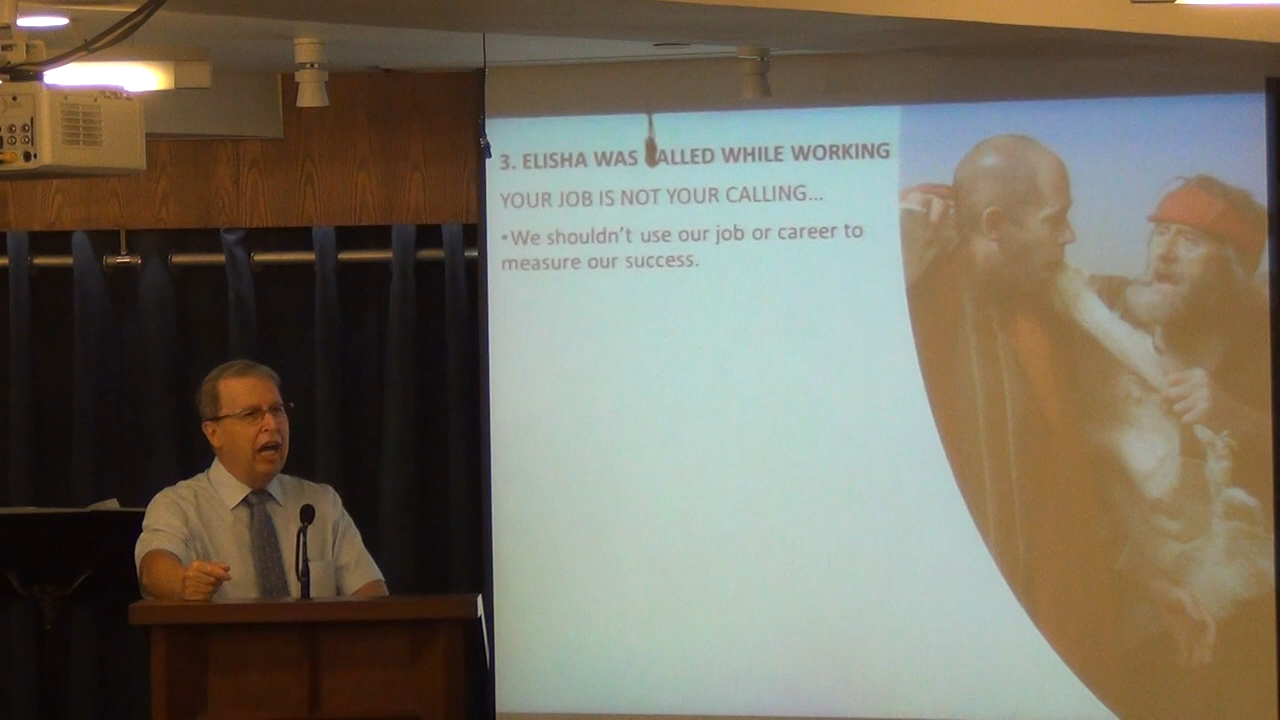 3. ELISHA WAS CALLED WHILE WORKING
YOUR JOB IS NOT YOUR CALLING...
•We shouldn't use our job or career to
measure our success.